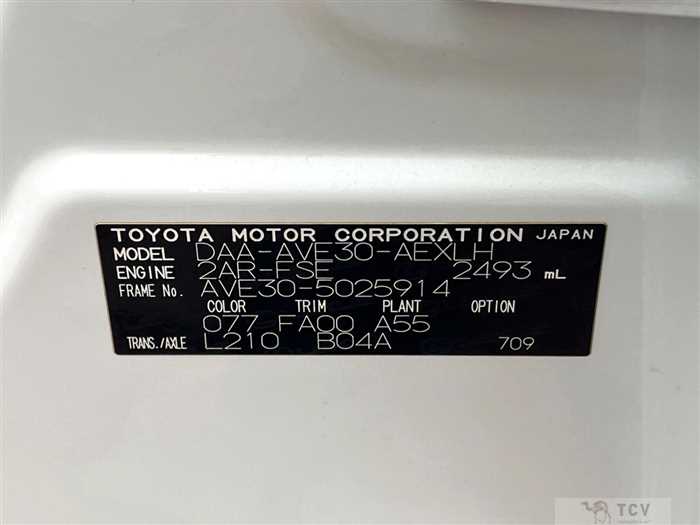 TOYOTA MOTOR CORPORATION JAPAN
MODEL DAA-AVE30-AEXLH
ENGINE 2AR-FSE 2493 mL
FRAME No. AVE30-5025914
COLOR TRIM PLANT OPTION
077 FA00 A55
TRANS./AXLE L210 B04A 709
TCV